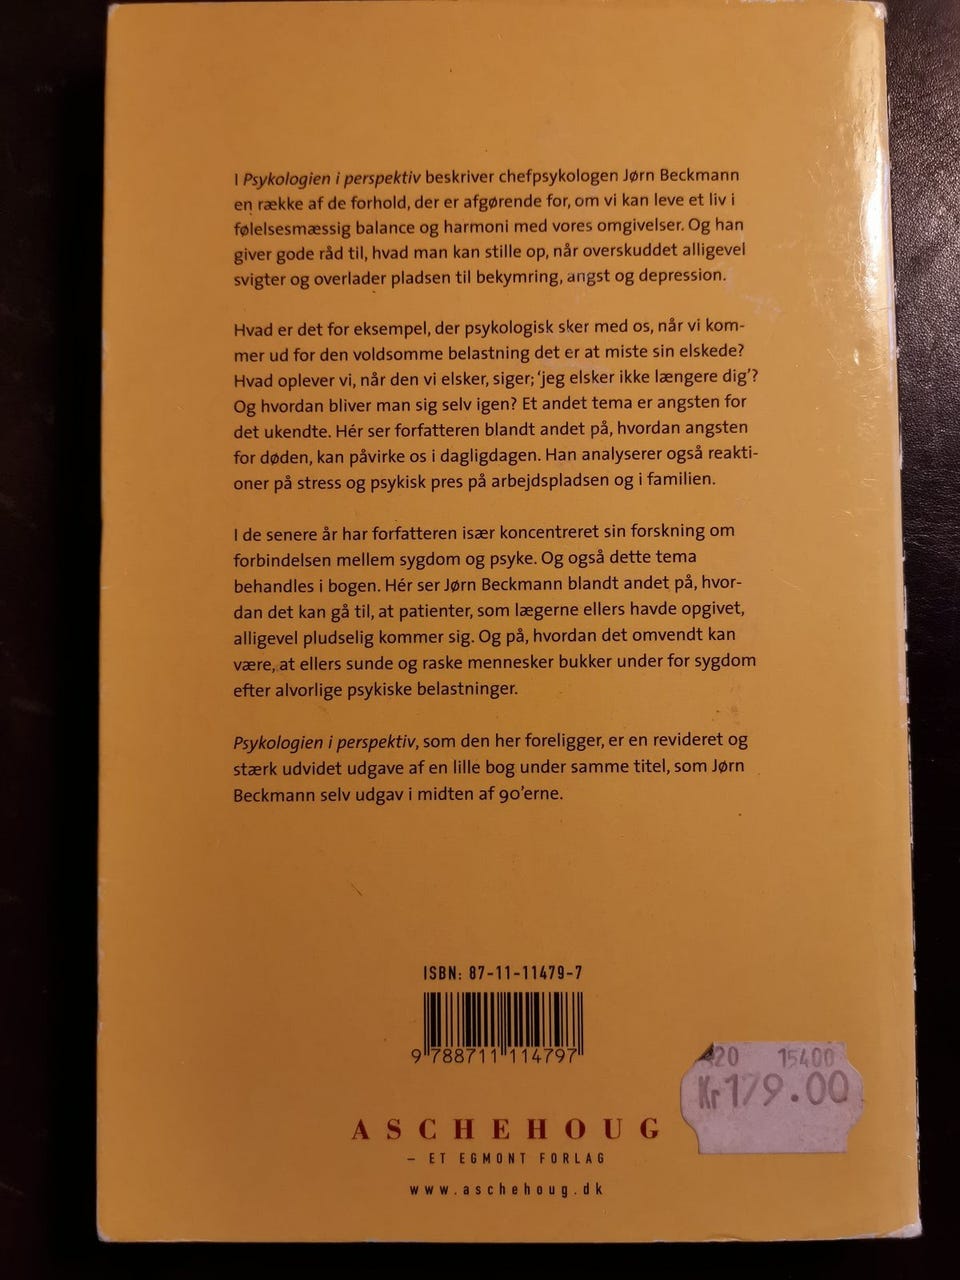 I Psykologien i perspektiv beskriver chefpsykologen Jørn Beckmann
en række af de forhold, der er afgørende for, om vi kan leve et liv i
følelsesmæssig balance og harmoni med vores omgivelser. Og han
giver gode råd til, hvad man kan stille op, når overskuddet alligevel
svigter og overlader pladsen til bekymring, angst og depression.
Hvad er det for eksempel, der psykologisk sker med os, når vi kom-
mer ud for den voldsomme belastning det er at miste sin elskede?
Hvad oplever vi, når den vi elsker, siger; ‘jeg elsker ikke længere dig’?
Og hvordan bliver man sig selv igen? Et andet tema er angsten for
det ukendte. Hér ser forfatteren blandt andet på, hvordan angsten
for døden, kan påvirke os i dagligdagen. Han analyserer også reakti-
oner på stress og psykisk pres på arbejdspladsen og i familien.
I de senere år har forfatteren især koncentreret sin forskning om
forbindelsen mellem sygdom og psyke. Og også dette tema
behandles i bogen. Hér ser Jørn Beckmann blandt andet på, hvor-
dan det kan gå til, at patienter, som lægerne ellers havde opgivet,
alligevel pludselig kommer sig. Og på, hvordan det omvendt kan
være, at ellers sunde og raske mennesker bukker under for sygdom
efter alvorlige psykiske belastninger.
Psykologien i perspektiv, som den her foreligger, er en revideret og
stærk udvidet udgave af en lille bog under samme titel, som Jørn
Beckmann selv udgav i midten af 90’erne.
ISBN: 87-11-11479-7
9 788711 114797
20 15400
Kr 179.00
ASCHEHOUG
– ET EGMONT FORLAG
www.aschehoug.dk